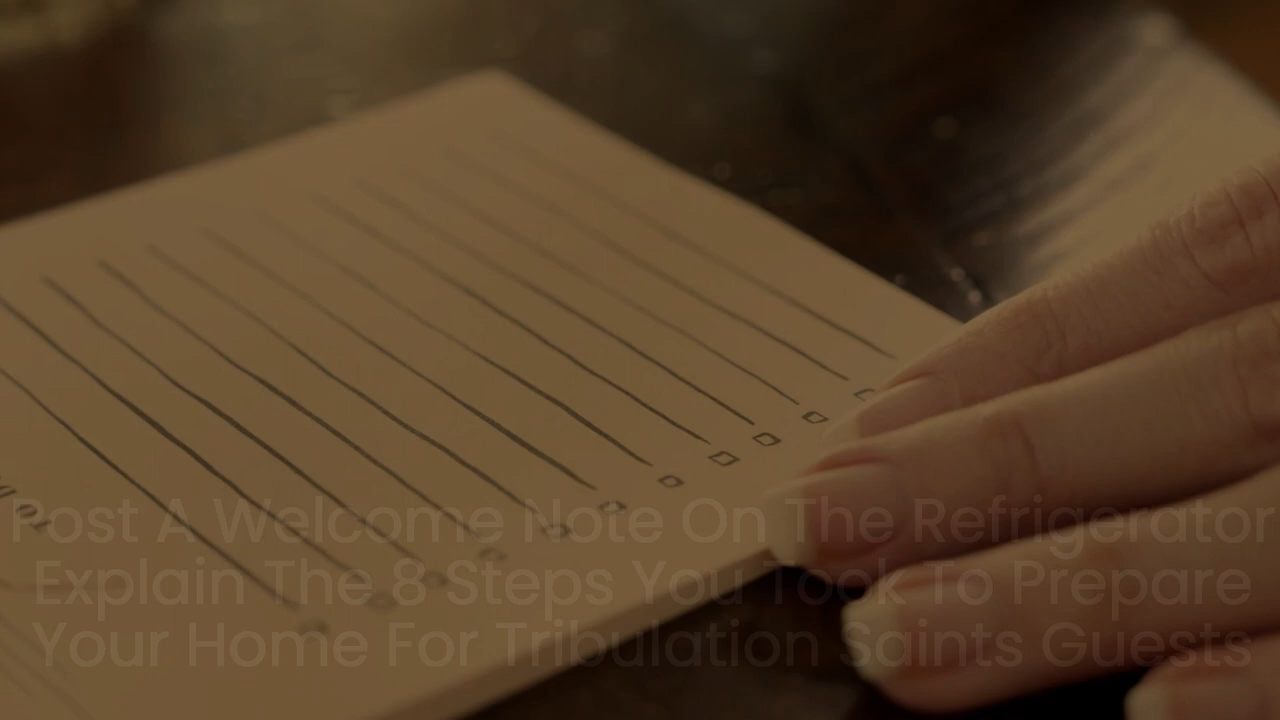 Post A Welcome Note On The Refrigerator
Explain The 8 Steps You Took To Prepare
Your Home For Tribulation Saints Guests
To